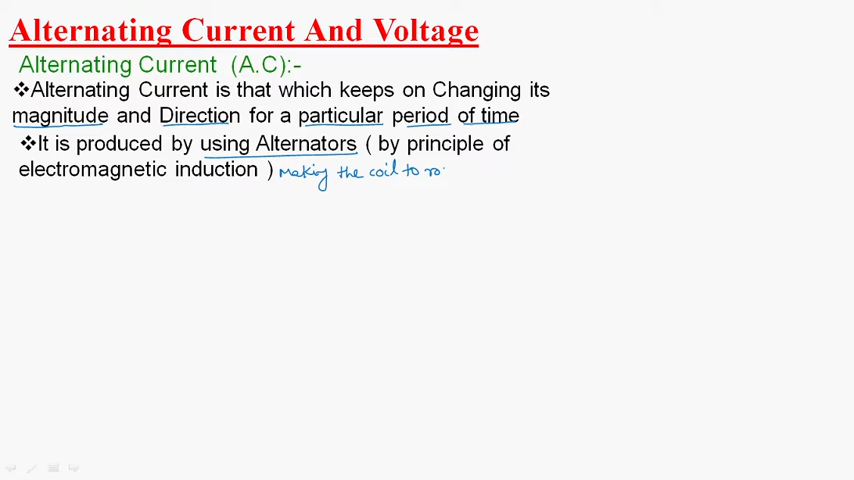 Alternating Current And Voltage
Alternating Current (A.C):-
❖Alternating Current is that which keeps on Changing its
magnitude and Direction for a particular period of time
❖It is produced by using Alternators ( by principle of
electromagnetic induction ) Making the coil to ro